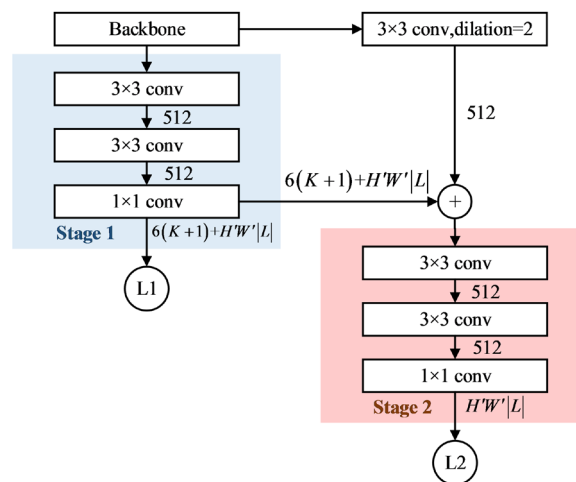 Backbone
3×3 conv,dilation=2
3×3 conv
512
3×3 conv
512
512
1×1 conv
6(K+1)+H'W'|L|
+
Stage 1
6(K+1)+H'W'|L|
L1
3×3 conv
512
3×3 conv
512
1×1 conv
Stage 2
H'W'|L|
L2